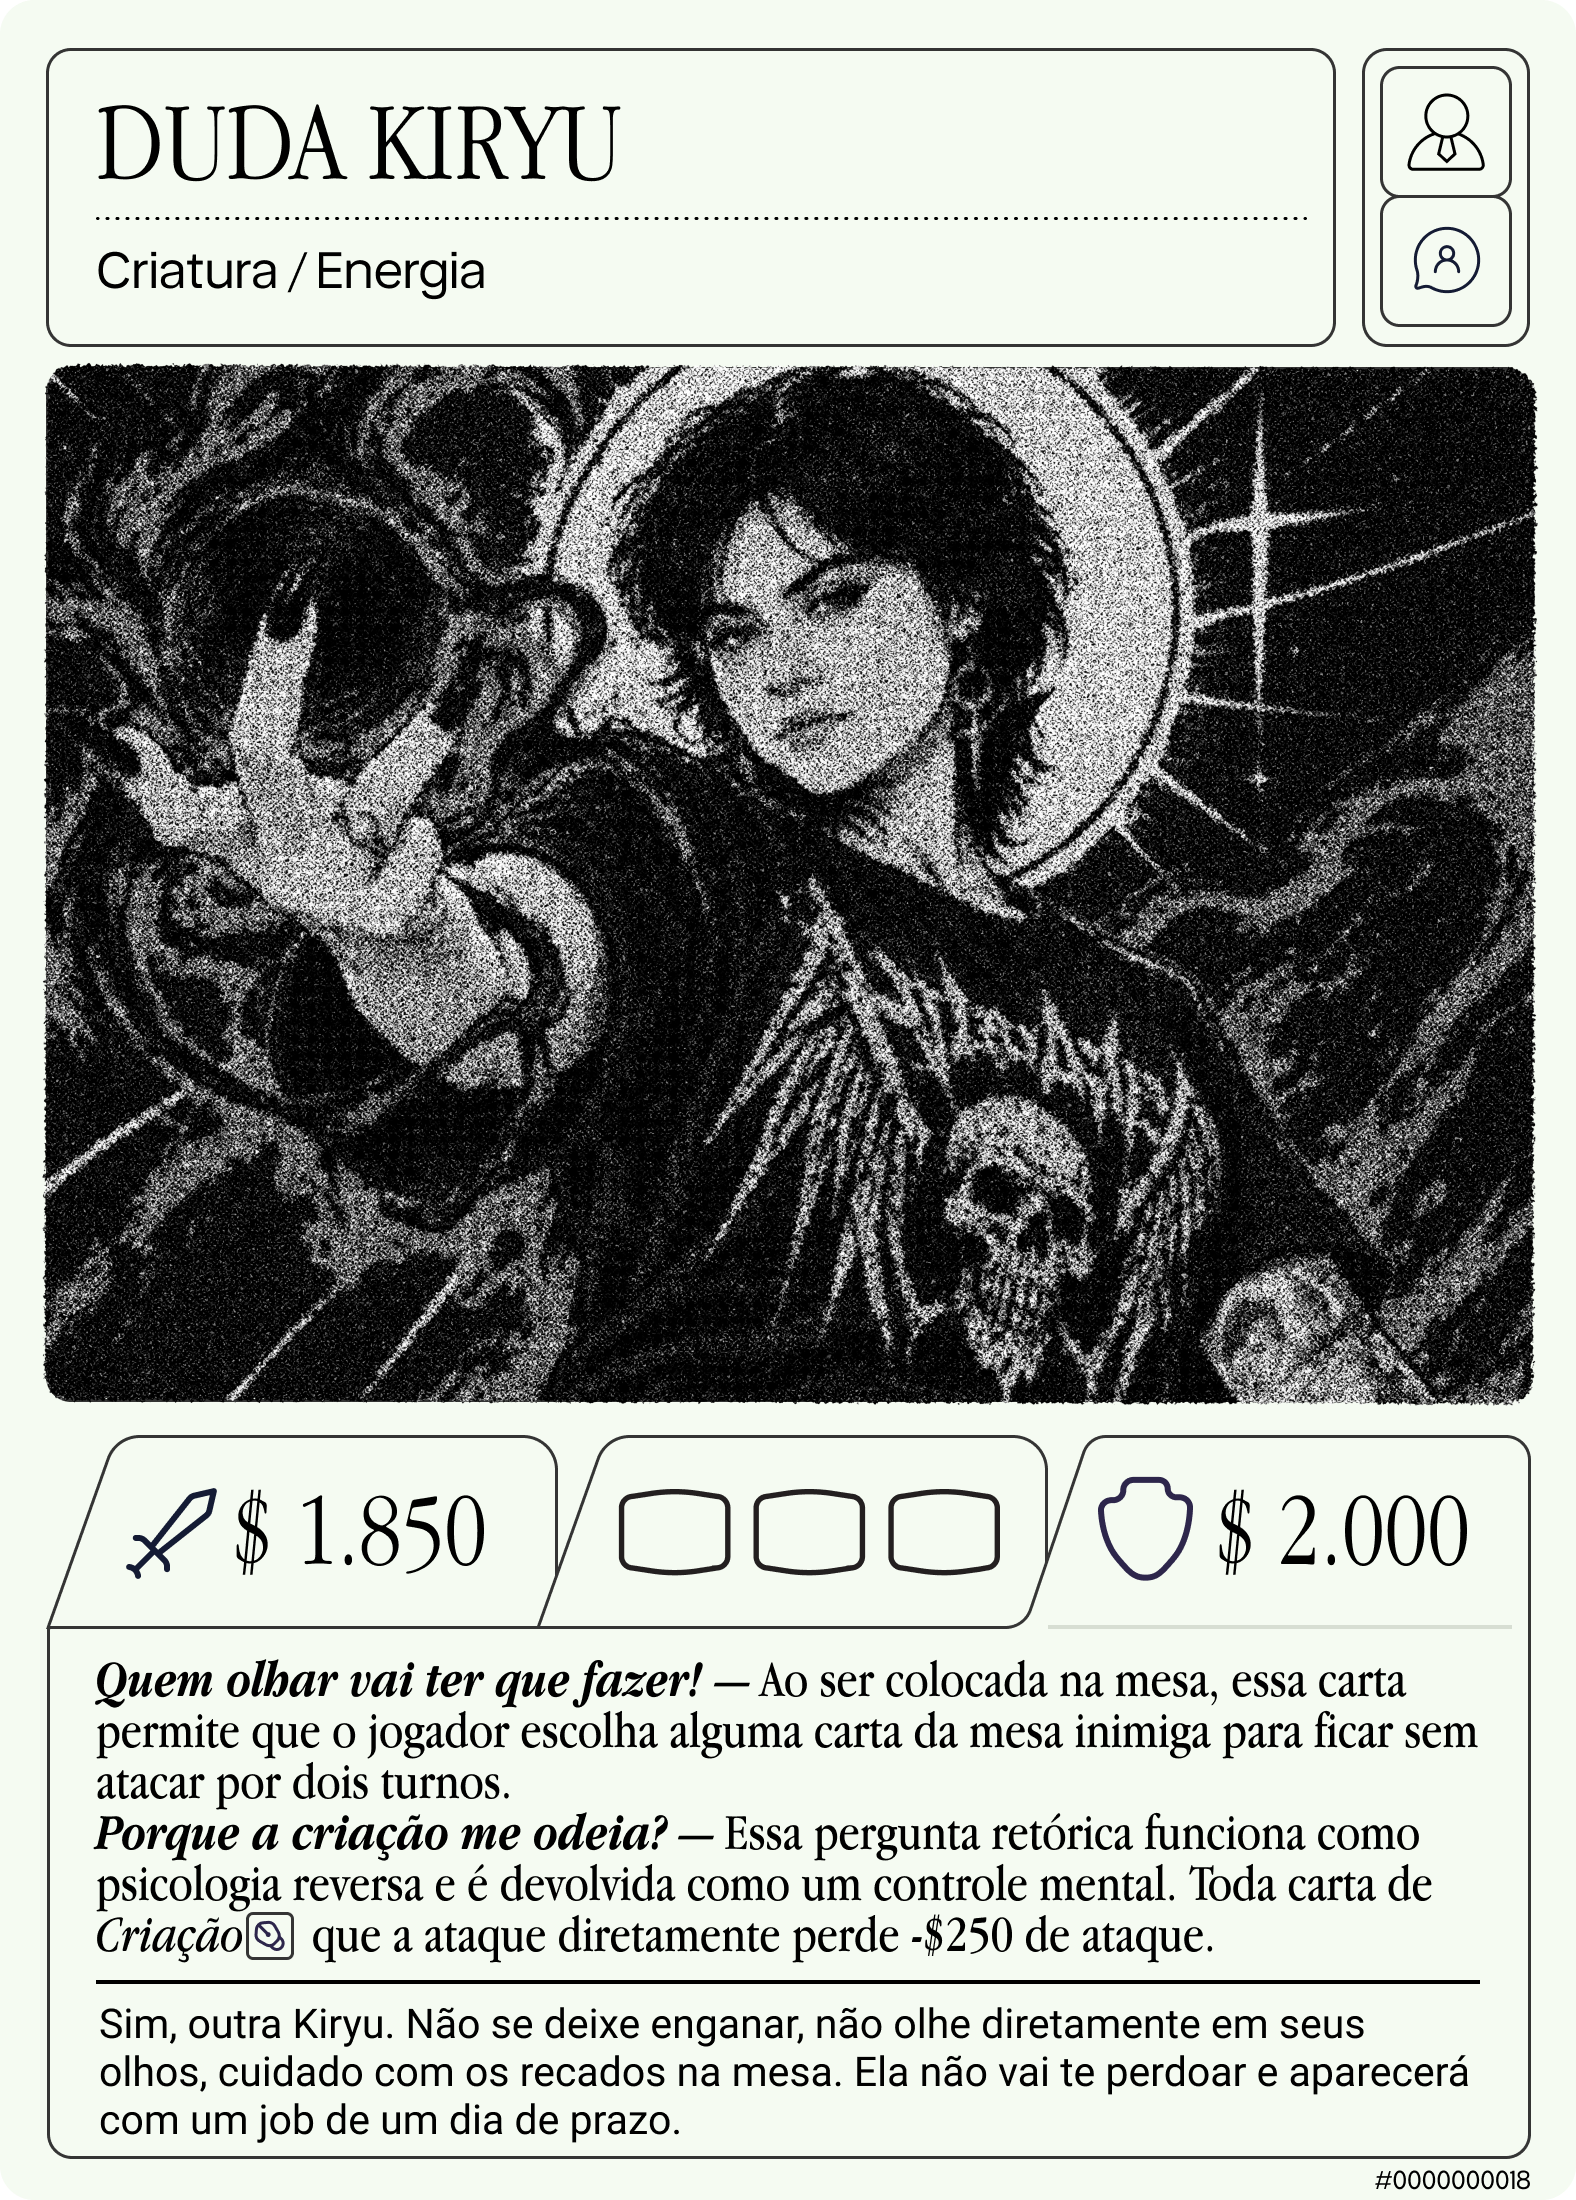 DUDA KIRYU
Criatura / Energia
$ 1.850
$ 2.000
Quem olhar vai ter que fazer! — Ao ser colocada na mesa, essa carta
permite que o jogador escolha alguma carta da mesa inimiga para ficar sem
atacar por dois turnos.
Porque a criação me odeia? — Essa pergunta retórica funciona como
psicologia reversa e é devolvida como um controle mental. Toda carta de
Criação que a ataque diretamente perde -$250 de ataque.
Sim, outra Kiryu. Não se deixe enganar, não olhe diretamente em seus
olhos, cuidado com os recados na mesa. Ela não vai te perdoar e aparecerá
com um job de um dia de prazo.
#0000000018